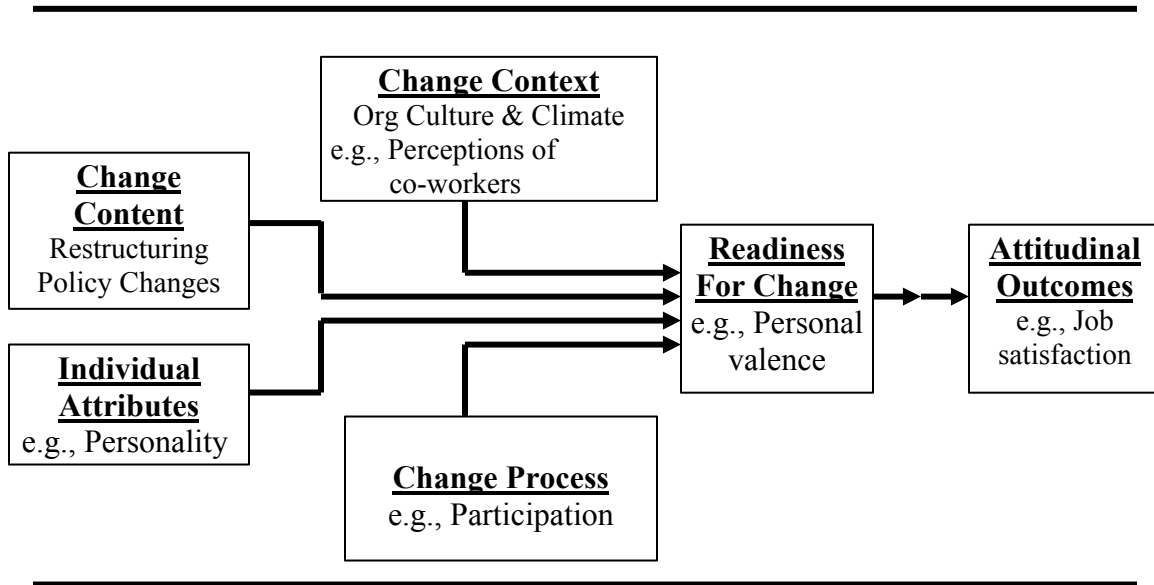 Change Context
Org Culture & Climate
e.g., Perceptions of
co-workers
Change
Content
Restructuring
Policy Changes
Individual
Attributes
e.g., Personality
Change Process
e.g., Participation
Readiness
For Change
e.g., Personal
valence
Attitudinal
Outcomes
e.g., Job
satisfaction